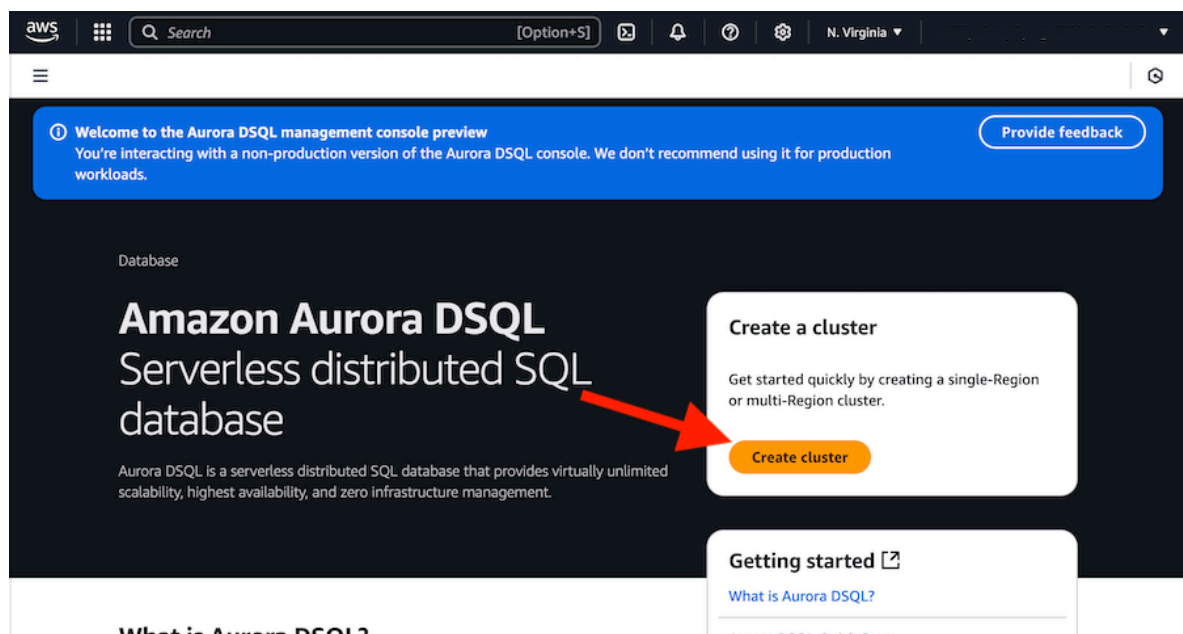 aws
Search [Option+S] N. Virginia
Welcome to the Aurora DSQL management console preview
You're interacting with a non-production version of the Aurora DSQL console. We don't recommend using it for production
workloads.
Provide feedback
Database
Amazon Aurora DSQL
Serverless distributed SQL
database
Aurora DSQL is a serverless distributed SQL database that provides virtually unlimited
scalability, highest availability, and zero infrastructure management.
Create a cluster
Get started quickly by creating a single-Region
or multi-Region cluster.
Create cluster
Getting started
What is Aurora DSQL?
What is Aurora DSQL?